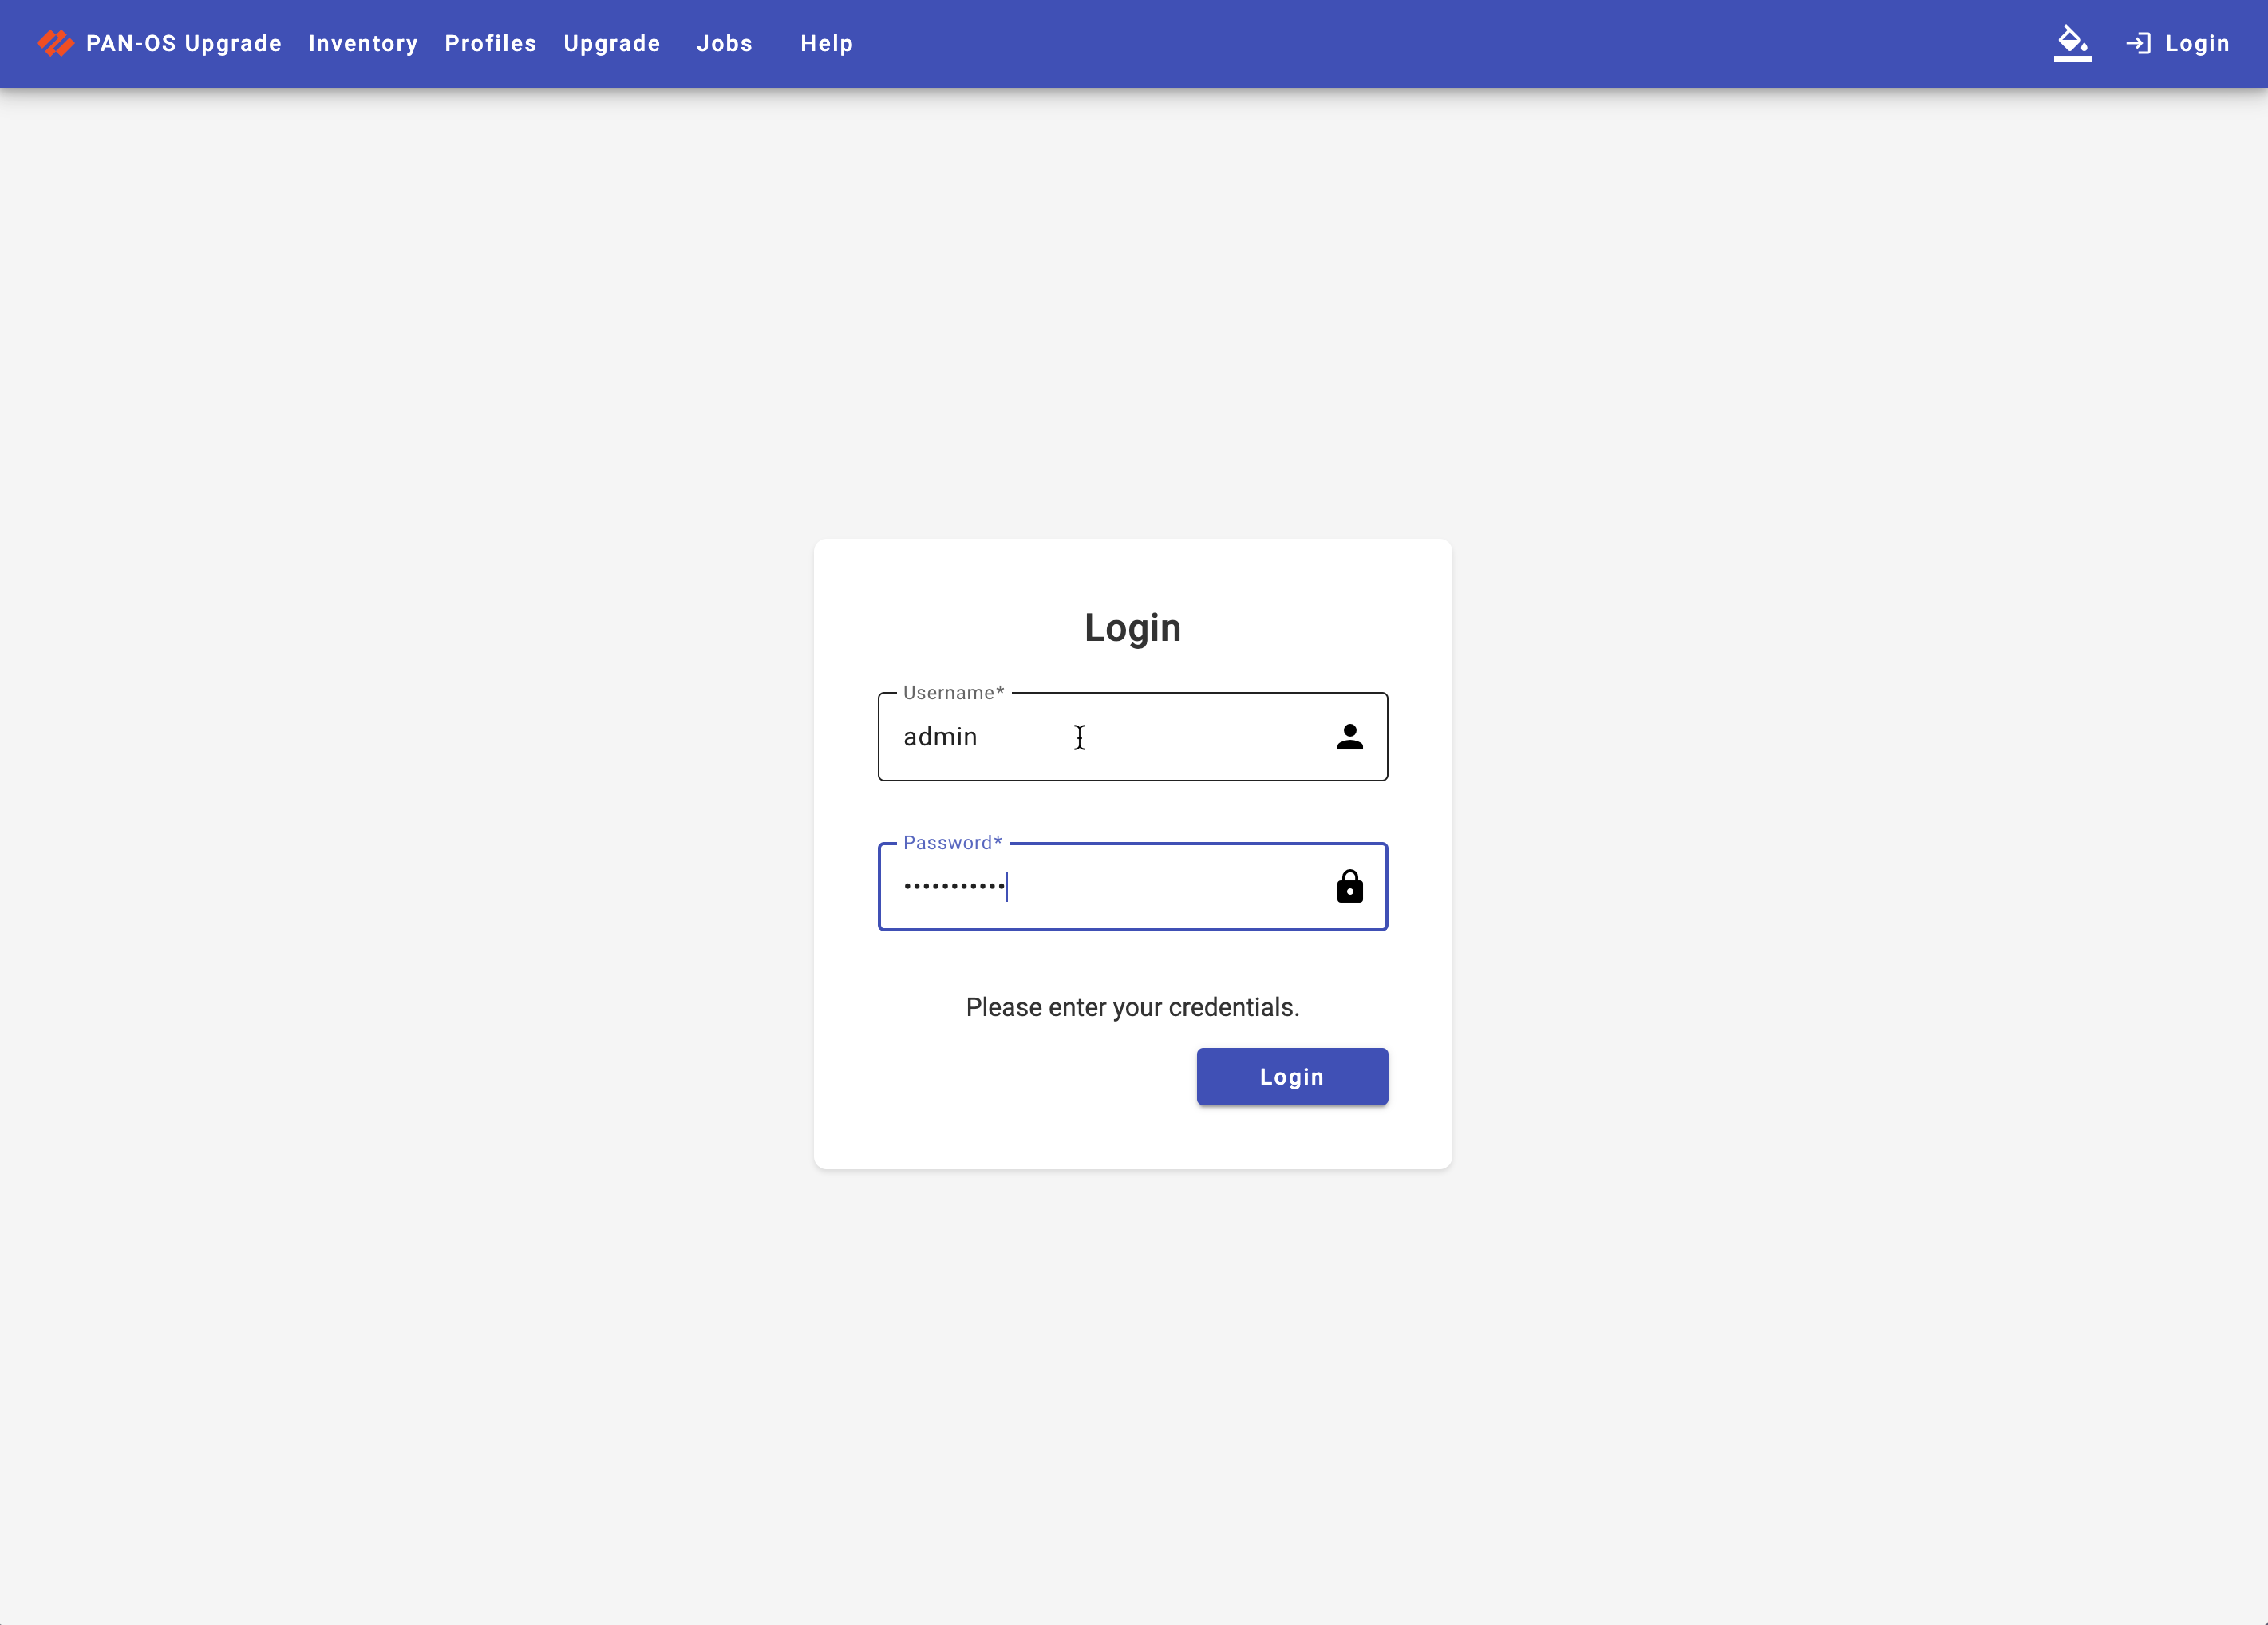 PAN-OS Upgrade Inventory Profiles Upgrade Jobs Help Login
Login
Username*
admin
Password*
•••••••••••
Please enter your credentials.
Login